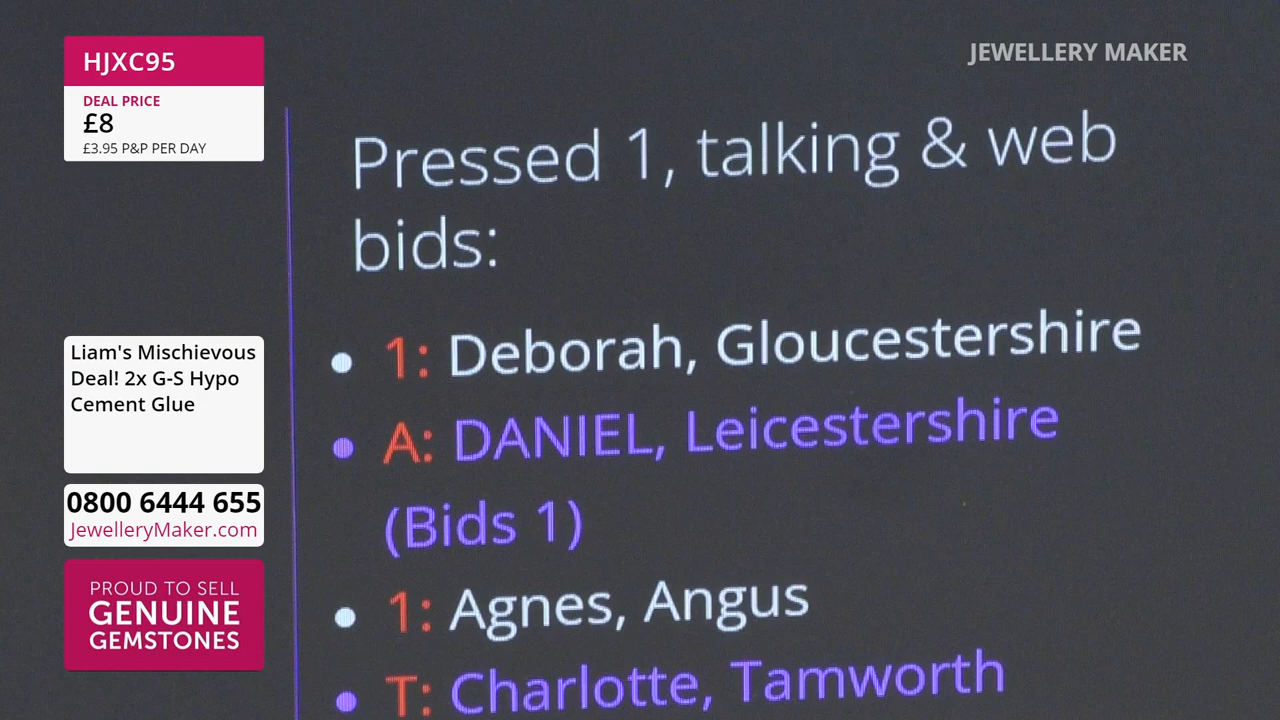 HJXC95
DEAL PRICE
£8
£3.95 P&P PER DAY
JEWELLERY MAKER
Pressed 1, talking & web
bids:
1: Deborah, Gloucestershire
A: DANIEL, Leicestershire
(Bids 1)
1: Agnes, Angus
T: Charlotte, Tamworth
Liam's Mischievous
Deal! 2x G-S Hypo
Cement Glue
0800 6444 655
JewelleryMaker.com
PROUD TO SELL
GENUINE
GEMSTONES